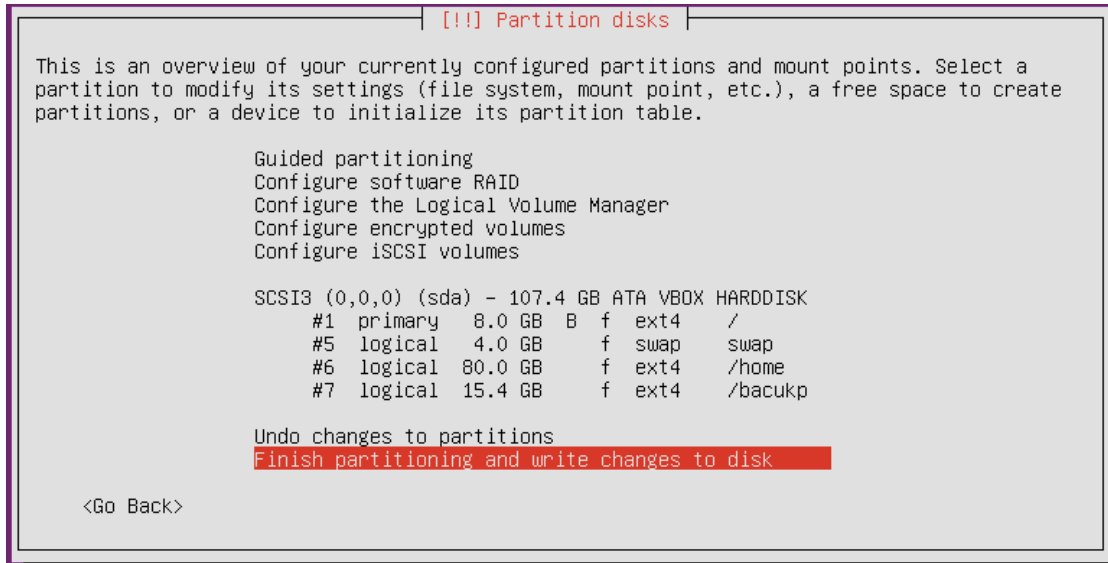 [!!] Partition disks
This is an overview of your currently configured partitions and mount points. Select a
partition to modify its settings (file system, mount point, etc.), a free space to create
partitions, or a device to initialize its partition table.
Guided partitioning
Configure software RAID
Configure the Logical Volume Manager
Configure encrypted volumes
Configure iSCSI volumes
SCSI3 (0,0,0) (sda) - 107.4 GB ATA VBOX HARDDISK
#1 primary 8.0 GB B f ext4 /
#5 logical 4.0 GB f swap swap
#6 logical 80.0 GB f ext4 /home
#7 logical 15.4 GB f ext4 /bacukp
Undo changes to partitions
Finish partitioning and write changes to disk
<Go Back>